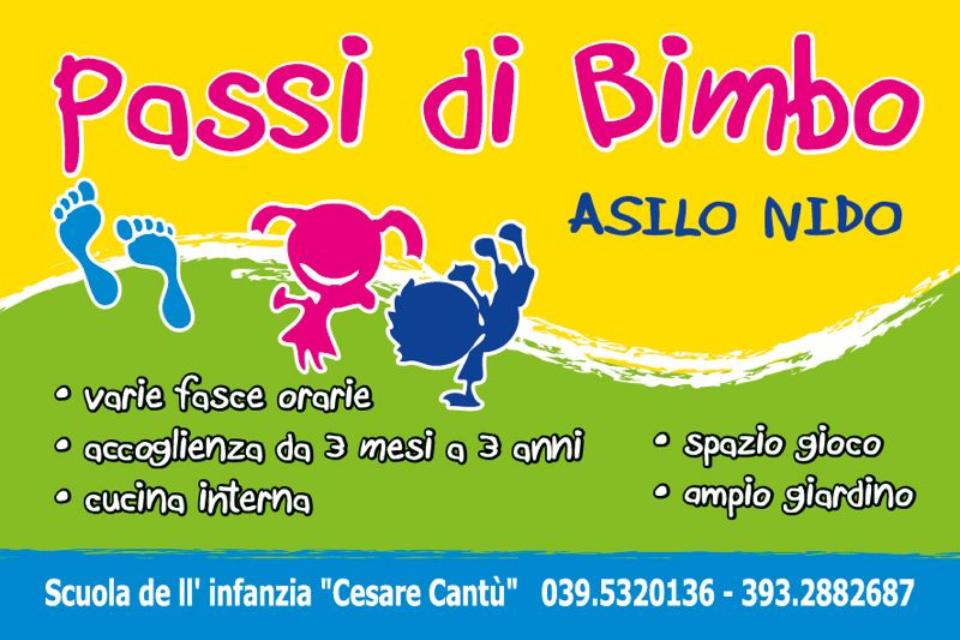 Passi di Bimbo
ASILO NIDO
• varie fasce orarie
• accoglienza da 3 mesi a 3 anni
• cucina interna
• spazio gioco
• ampio giardino
Scuola de ll' infanzia "Cesare Cantù" 039.5320136 - 393.2882687